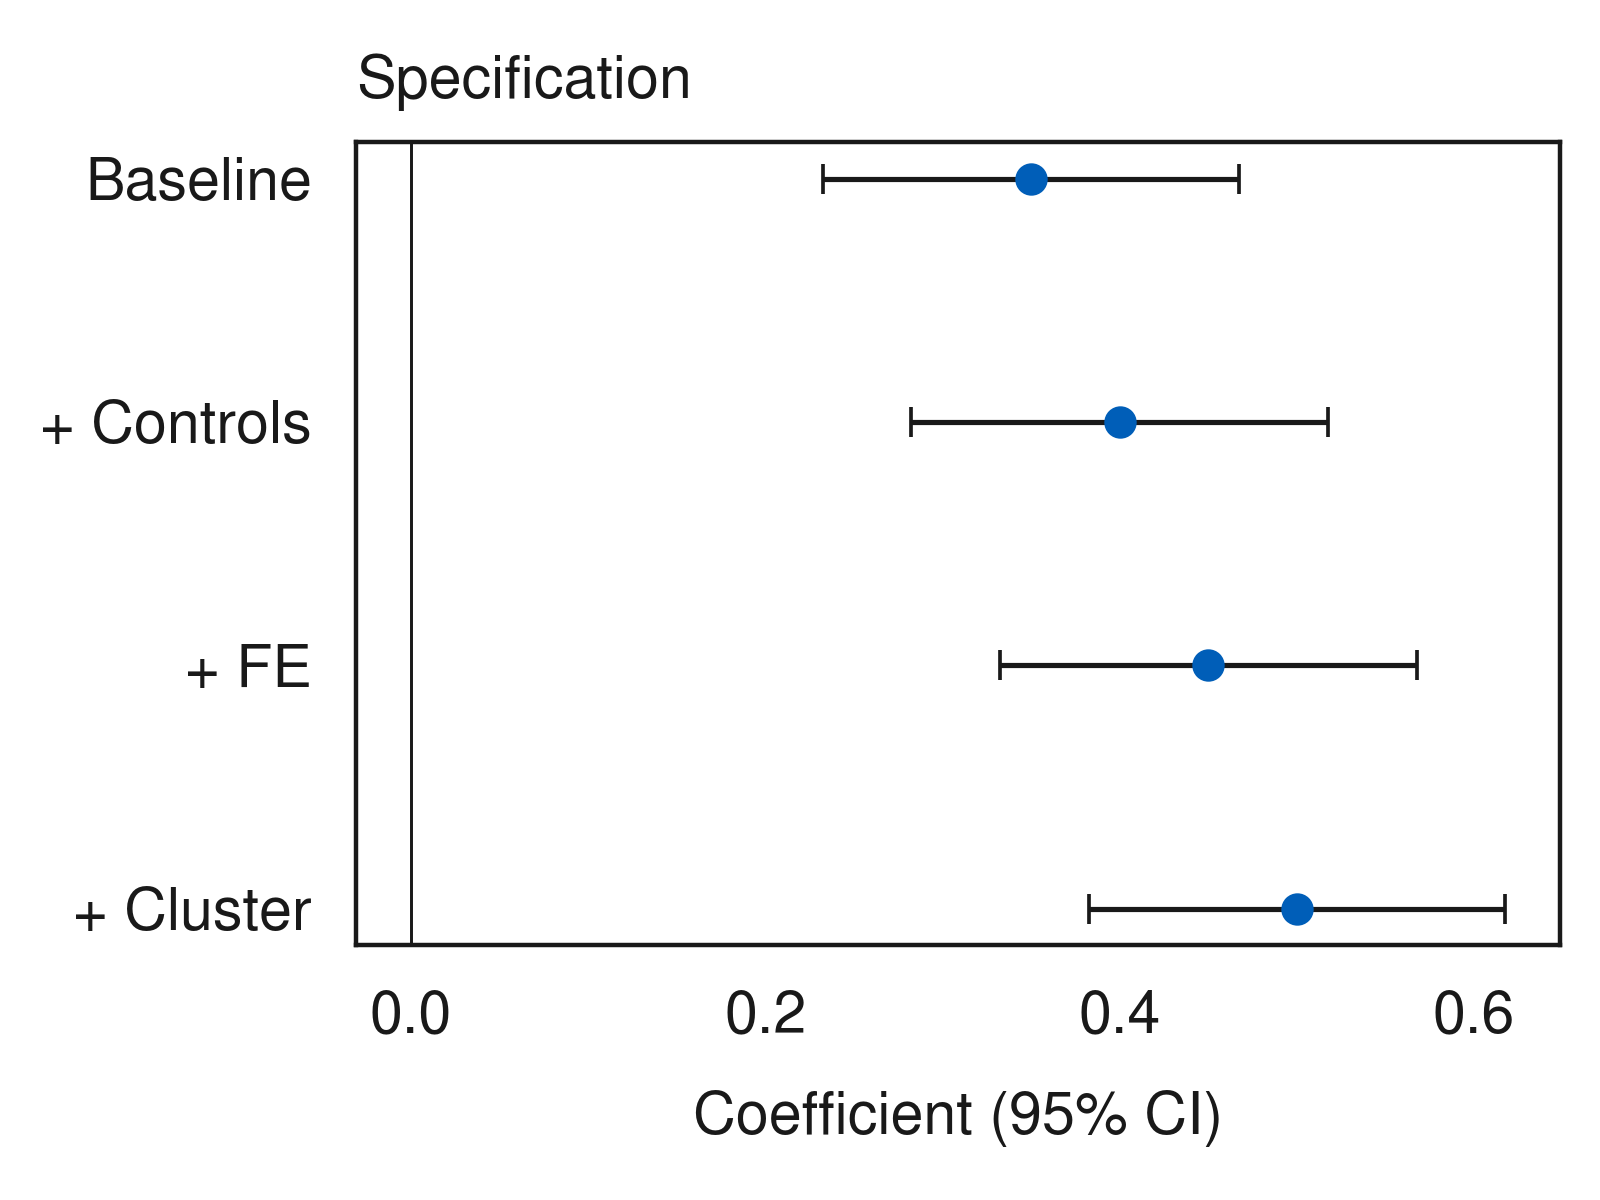 Specification
Baseline
+ Controls
+ FE
+ Cluster
0.0 0.2 0.4 0.6
Coefficient (95% CI)